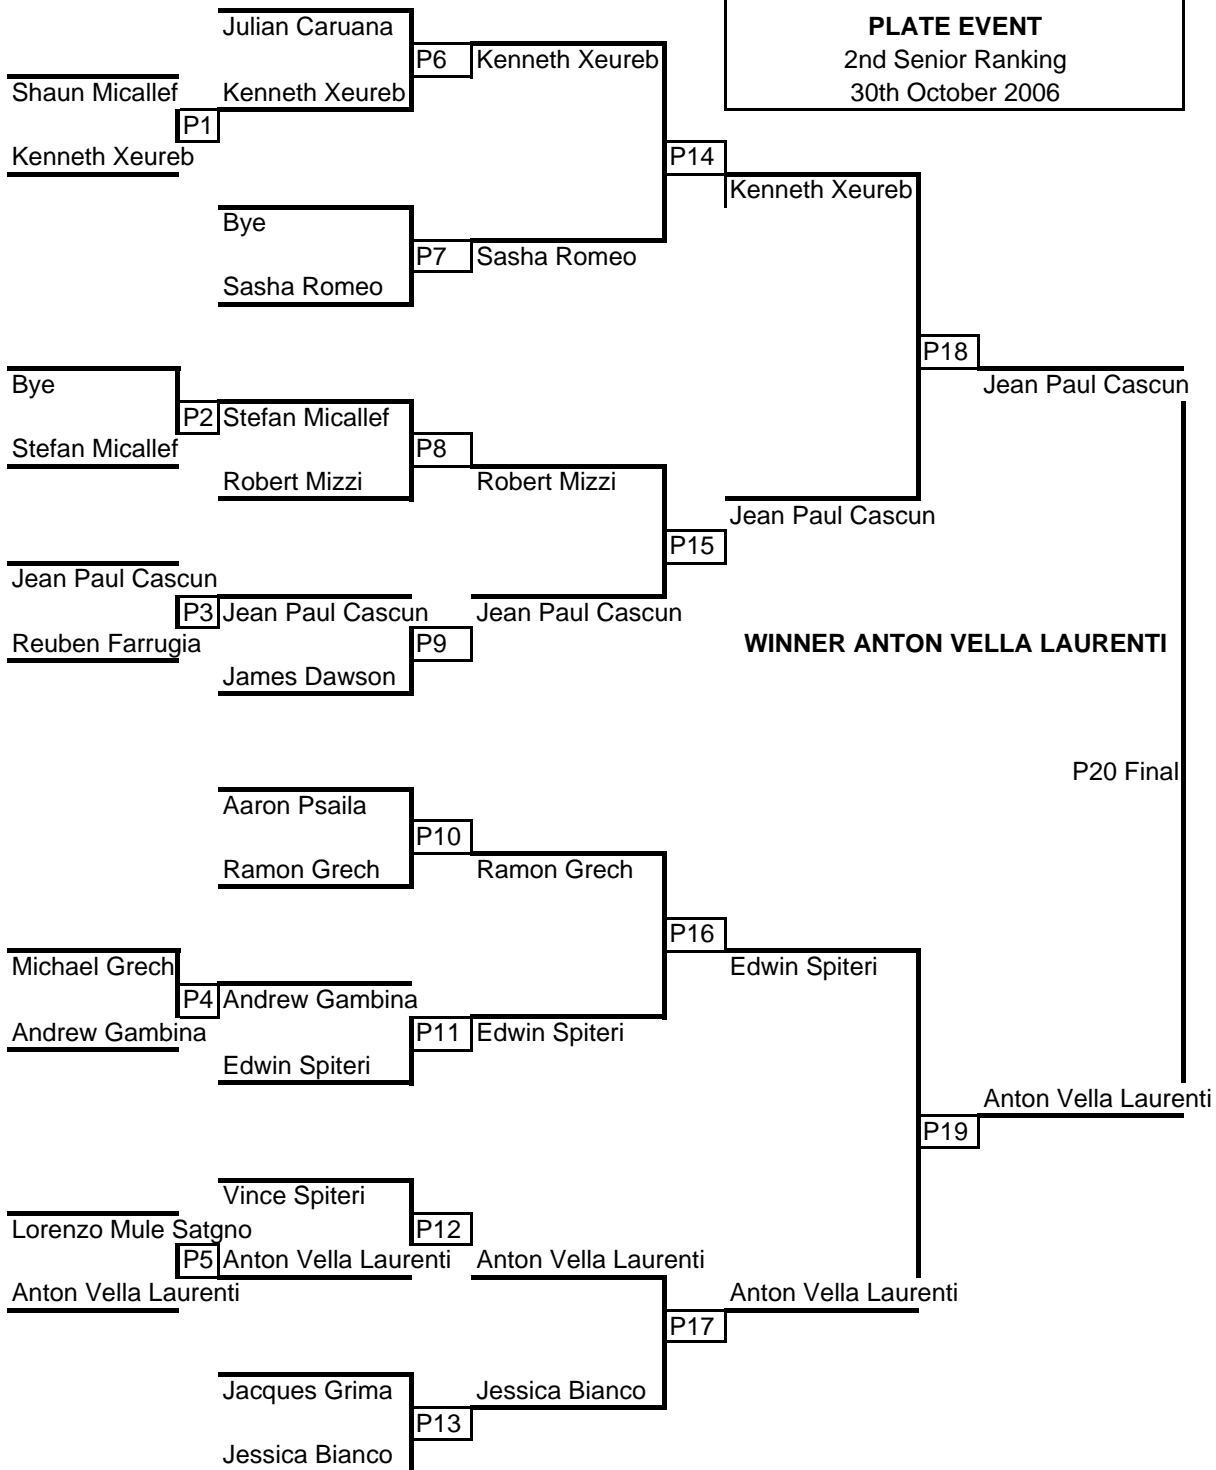 Julian Caruana
PLATE EVENT
P6 Kenneth Xeureb
2nd Senior Ranking
Shaun Micallef Kenneth Xeureb
30th October 2006
P1
Kenneth Xeureb
P14
Kenneth Xeureb
Bye
P7 Sasha Romeo
Sasha Romeo
P18
Bye
Jean Paul Cascun
P2 Stefan Micallef
Stefan Micallef
P8
Robert Mizzi Robert Mizzi
Jean Paul Cascun
P15
Jean Paul Cascun
P3 Jean Paul Cascun Jean Paul Cascun
Reuben Farrugia
P9
WINNER ANTON VELLA LAURENTI
James Dawson
P20 Final
Aaron Psaila
P10
Ramon Grech Ramon Grech
P16
Michael Grech
Edwin Spiteri
P4 Andrew Gambina
Andrew Gambina
P11 Edwin Spiteri
Edwin Spiteri
Anton Vella Laurenti
P19
Vince Spiteri
Lorenzo Mule Satgno
P12
P5 Anton Vella Laurenti Anton Vella Laurenti
Anton Vella Laurenti
Anton Vella Laurenti
P17
Jacques Grima Jessica Bianco
P13
Jessica Bianco